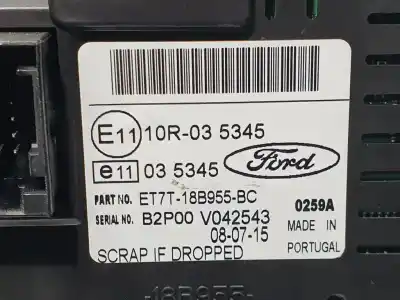 E11 10R-03 5345
e11 03 5345 Ford
PART NO. ET7T-18B955-BC 0259A
SERIAL NO. B2P00 V042543 MADE IN
08-07-15 PORTUGAL
SCRAP IF DROPPED
-18B955-